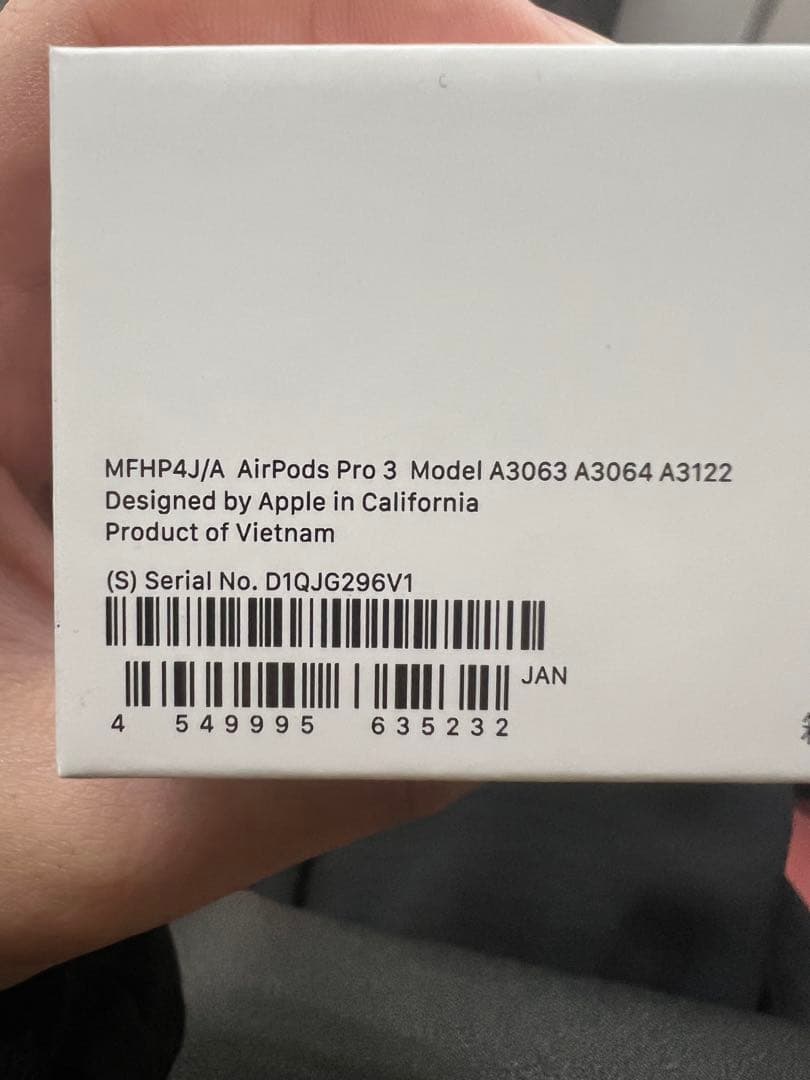 MFHP4J/A AirPods Pro 3 Model A3063 A3064 A3122
Designed by Apple in California
Product of Vietnam
(S) Serial No. D1QJG296V1
JAN
4 549995 635232